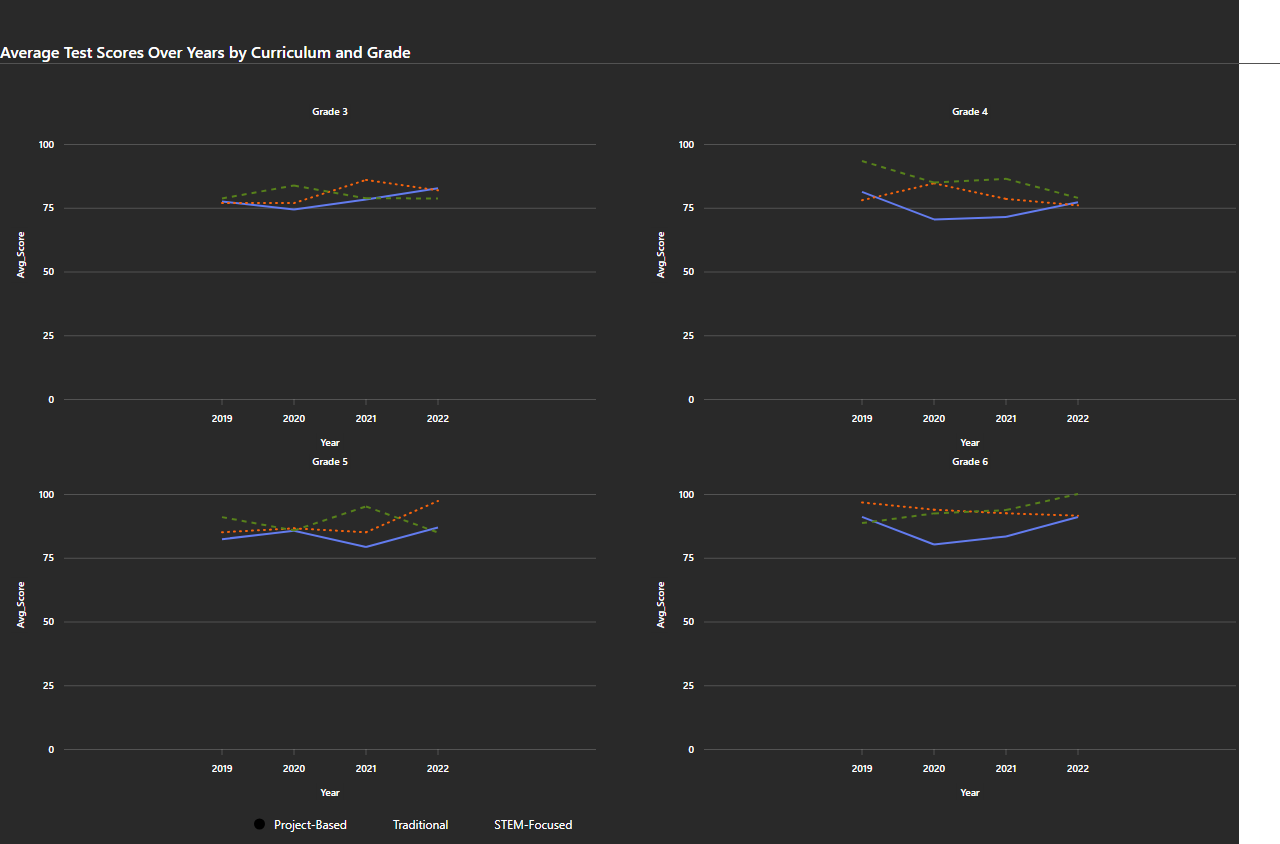 Average Test Scores Over Years by Curriculum and Grade
Grade 3
100
75
50
25
0
Avg_Score
2019 2020 2021 2022
Year
Grade 4
100
75
50
25
0
Avg_Score
2019 2020 2021 2022
Year
Grade 5
100
75
50
25
0
Avg_Score
2019 2020 2021 2022
Year
Grade 6
100
75
50
25
0
Avg_Score
2019 2020 2021 2022
Year
Project-Based Traditional STEM-Focused